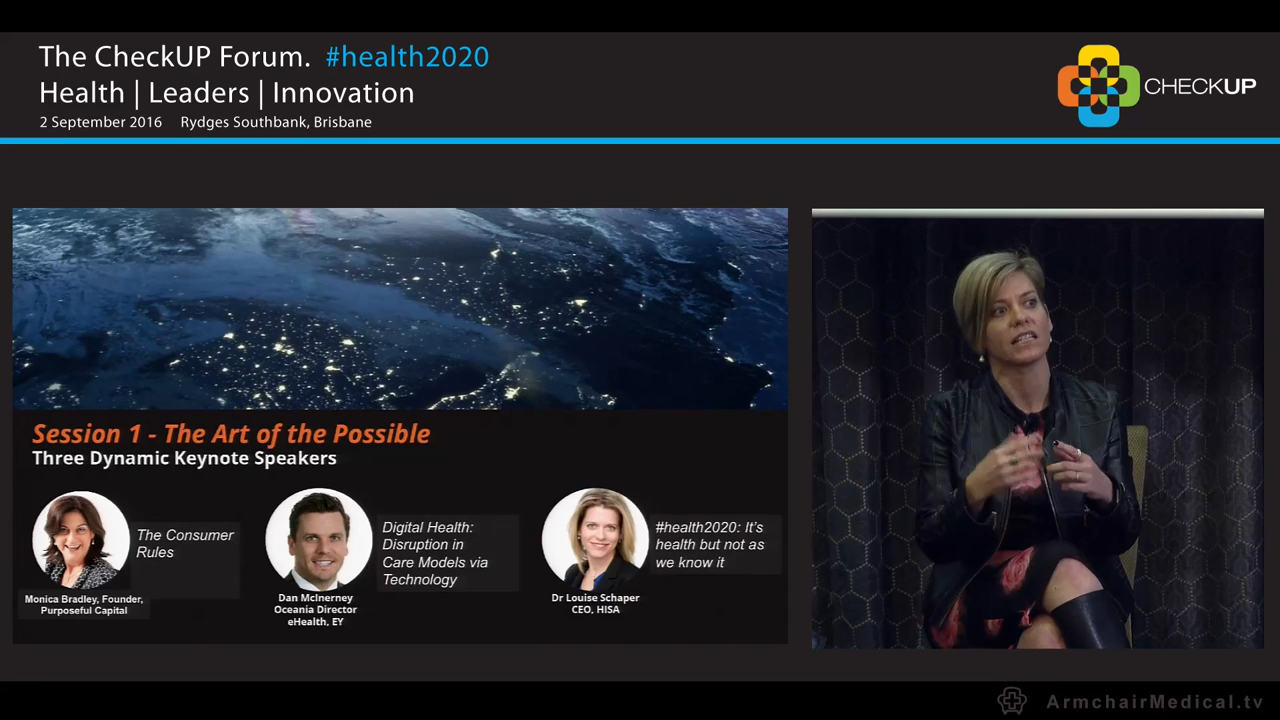 The CheckUP Forum. #health2020
Health | Leaders | Innovation
2 September 2016 Rydges Southbank, Brisbane
CHECKUP
Session 1 - The Art of the Possible
Three Dynamic Keynote Speakers
The Consumer
Rules
Monica Bradley, Founder,
Purposeful Capital
Digital Health:
Disruption in
Care Models via
Technology
Dan McInerney
Oceania Director
eHealth, EY
#health2020: It's
health but not as
we know it
Dr Louise Schaper
CEO, HISA
ArmchairMedical.tv